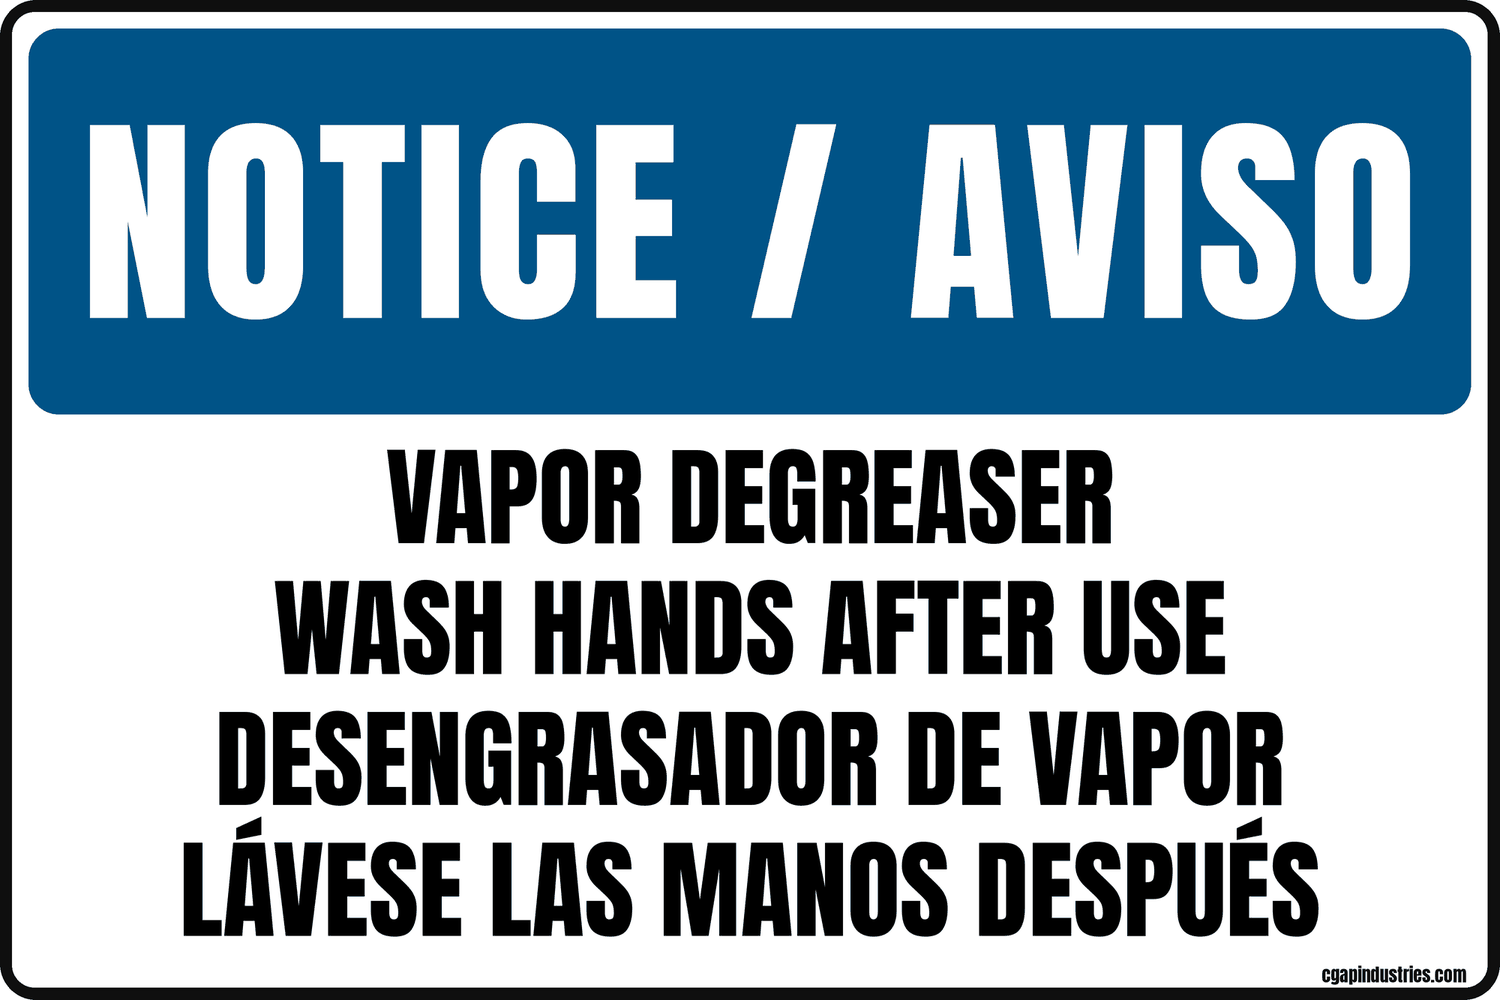 NOTICE / AVISO
VAPOR DEGREASER
WASH HANDS AFTER USE
DESENGRASADOR DE VAPOR
LÁVESE LAS MANOS DESPUÉS
cgapindustries.com